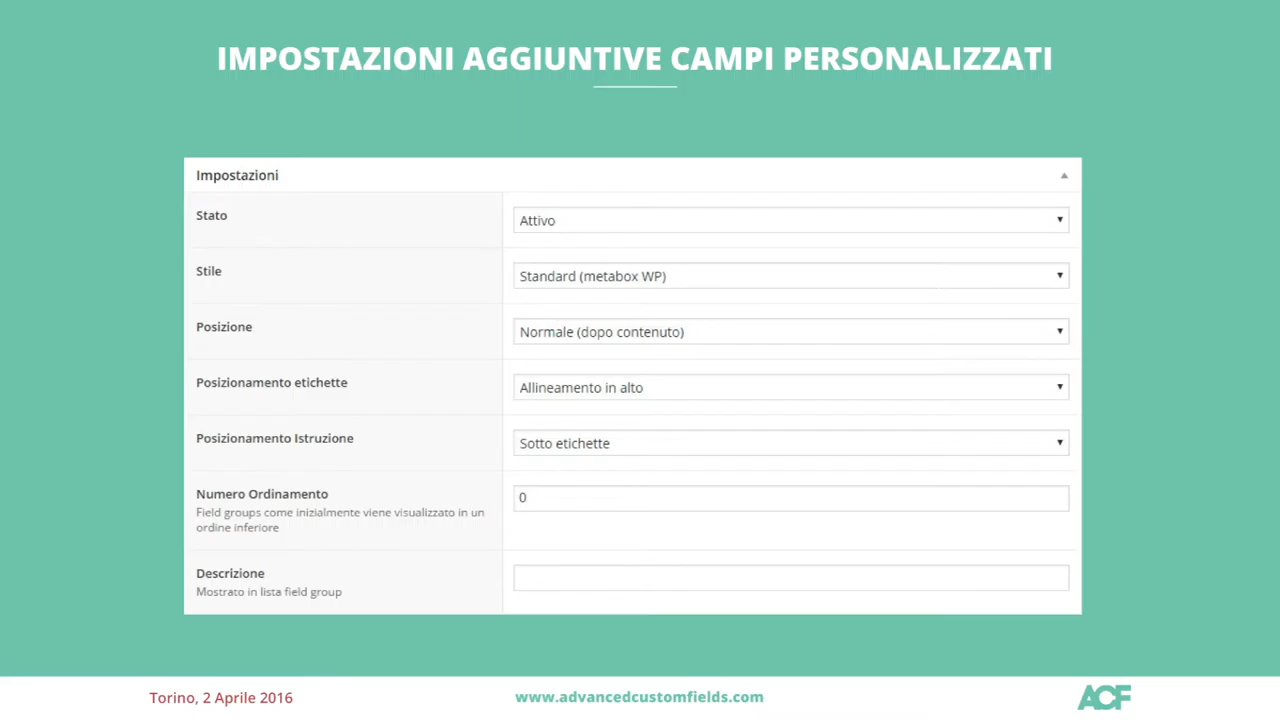 IMPOSTAZIONI AGGIUNTIVE CAMPI PERSONALIZZATI
Impostazioni
Stato
Attivo
Stile
Standard (metabox WP)
Posizione
Normale (dopo contenuto)
Posizionamento etichette
Allineamento in alto
Posizionamento Istruzione
Sotto etichette
Numero Ordinamento
0
Field groups come inizialmente viene visualizzato in un
ordine inferiore
Descrizione
Mostrato in lista field group
Torino, 2 Aprile 2016
www.advancedcustomfields.com
ACF